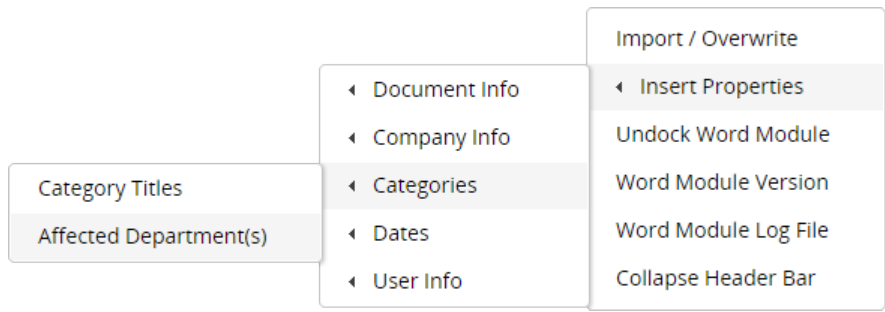 Import / Overwrite
Insert Properties
Undock Word Module
Word Module Version
Word Module Log File
Collapse Header Bar
Document Info
Company Info
Categories
Dates
User Info
Category Titles
Affected Department(s)